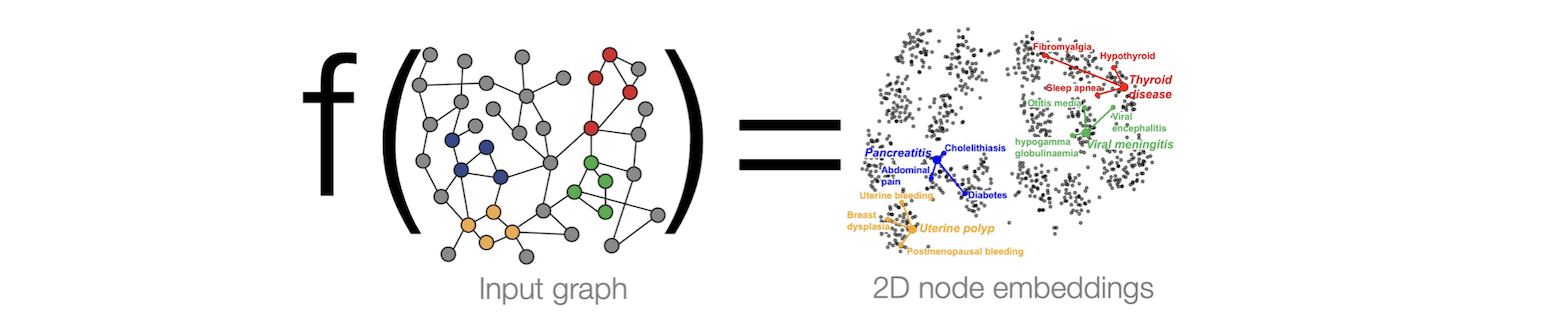 f ( ) =
Fibromyalgia
Hypothyroid
Thyroid
disease
Sleep apnea
Otitis media
Viral
encephalitis
hypogamma
globulinaemia
Viral meningitis
Pancreatitis
Cholelithiasis
Abdominal
pain
Diabetes
Uterine bleeding
Breast
dysplasia
Uterine polyp
Postmenopausal bleeding
Input graph
2D node embeddings